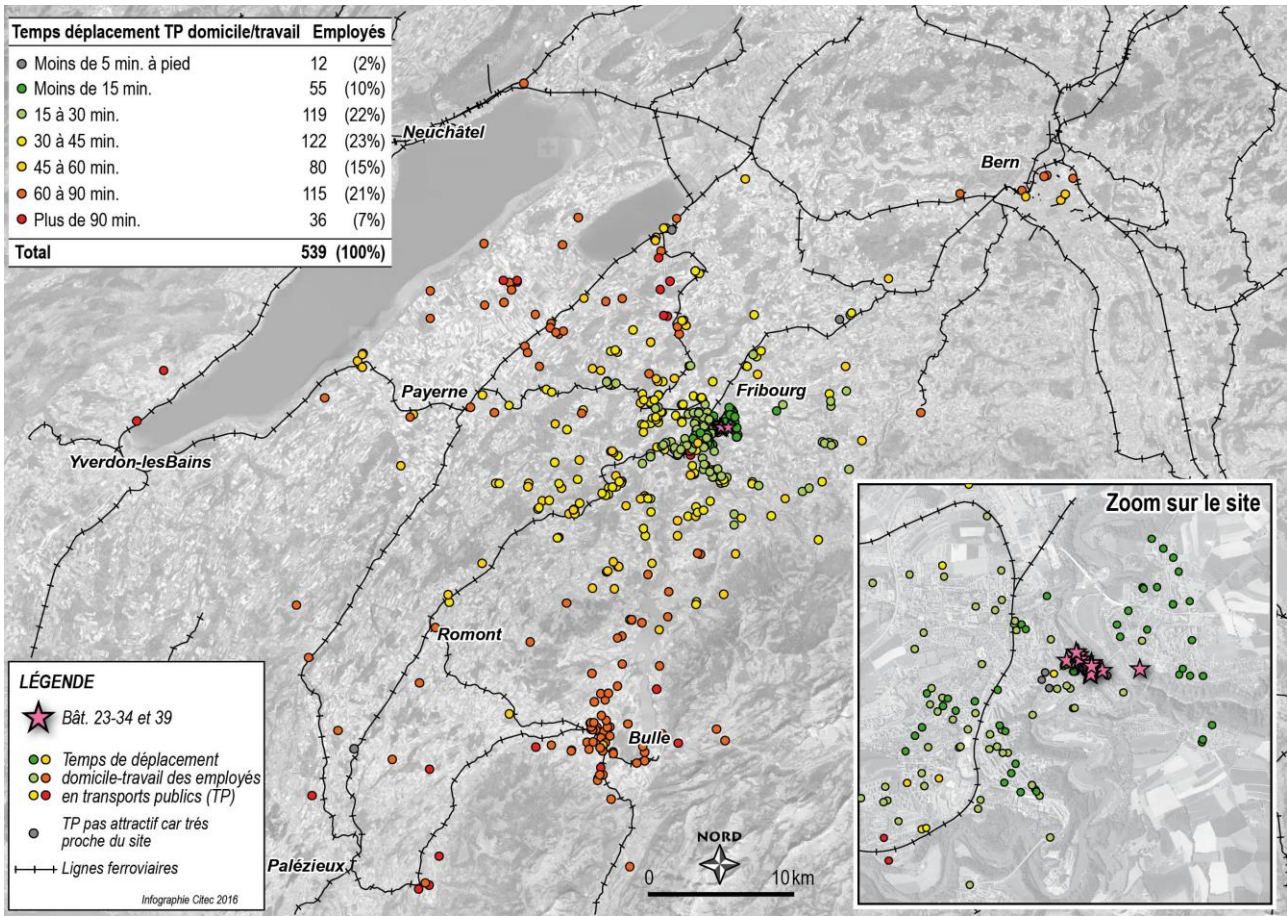 Temps déplacement TP domicile/travail Employés
Moins de 5 min. à pied 12 (2%)
Moins de 15 min. 55 (10%)
15 à 30 min. 119 (22%)
30 à 45 min. 122 (23%)
45 à 60 min. 80 (15%)
60 à 90 min. 115 (21%)
Plus de 90 min. 36 (7%)
Total 539 (100%)
Neuchâtel
Bern
Payerne
Fribourg
Yverdon-lesBains
Zoom sur le site
Romont
Bulle
Palézieux
LÉGENDE
Bât. 23-34 et 39
Temps de déplacement
domicile-travail des employés
en transports publics (TP)
TP pas attractif car trés
proche du site
Lignes ferroviaires
Infographie Citec 2016
NORD
0 10 km